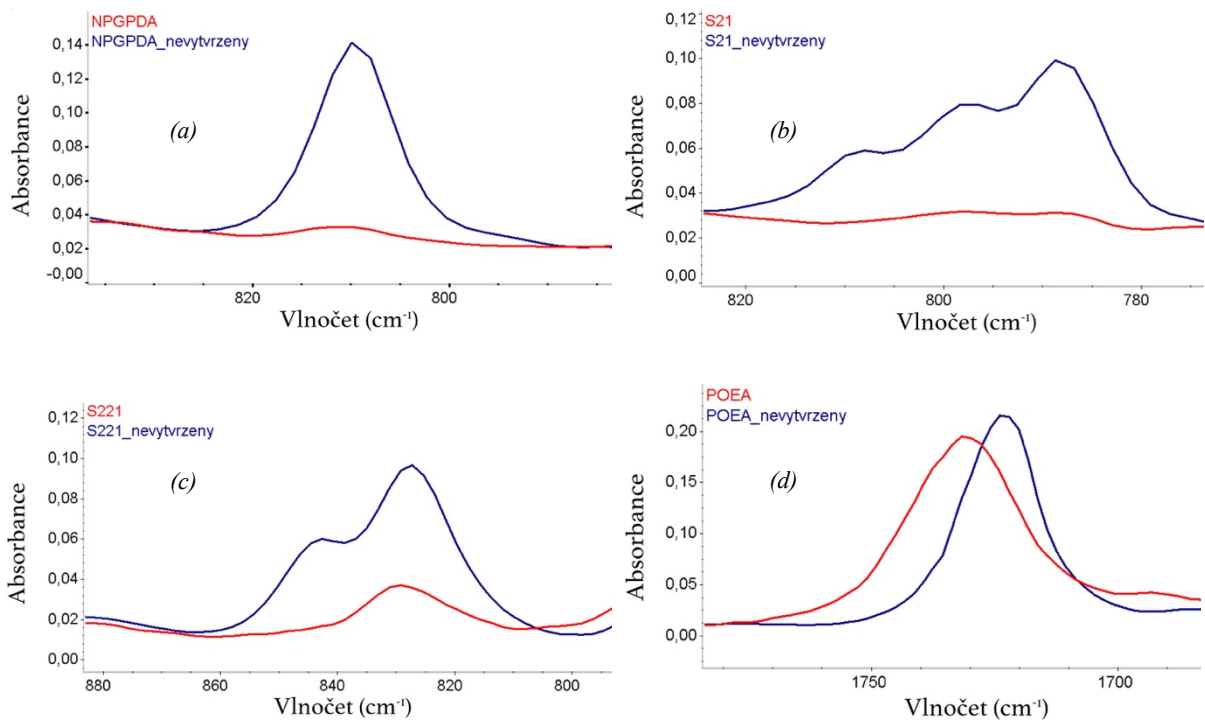 NPGPDA
NPGPDA_nevytvrzeny
0,14
0,12
0,10
0,08
0,06
0,04
0,02
-0,00
(a)
Absorbance
820
800
Vlnočet (cm⁻¹)
S21
S21_nevytvrzeny
0,12
0,10
0,08
0,06
0,04
0,02
0,00
(b)
Absorbance
820
800
780
Vlnočet (cm⁻¹)
S221
S221_nevytvrzeny
0,12
0,10
0,08
0,06
0,04
0,02
0,00
(c)
Absorbance
880
860
840
820
800
Vlnočet (cm⁻¹)
POEA
POEA_nevytvrzeny
0,20
0,15
0,10
0,05
0,00
(d)
Absorbance
1750
1700
Vlnočet (cm⁻¹)